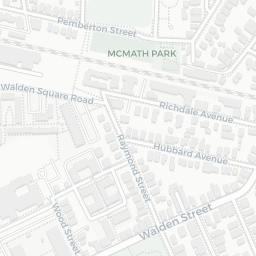 Pemberton Street
MCMATH PARK
Walden Square Road
Richdale Avenue
Raymond Street
Hubbard Avenue
Wood Street
Walden Street